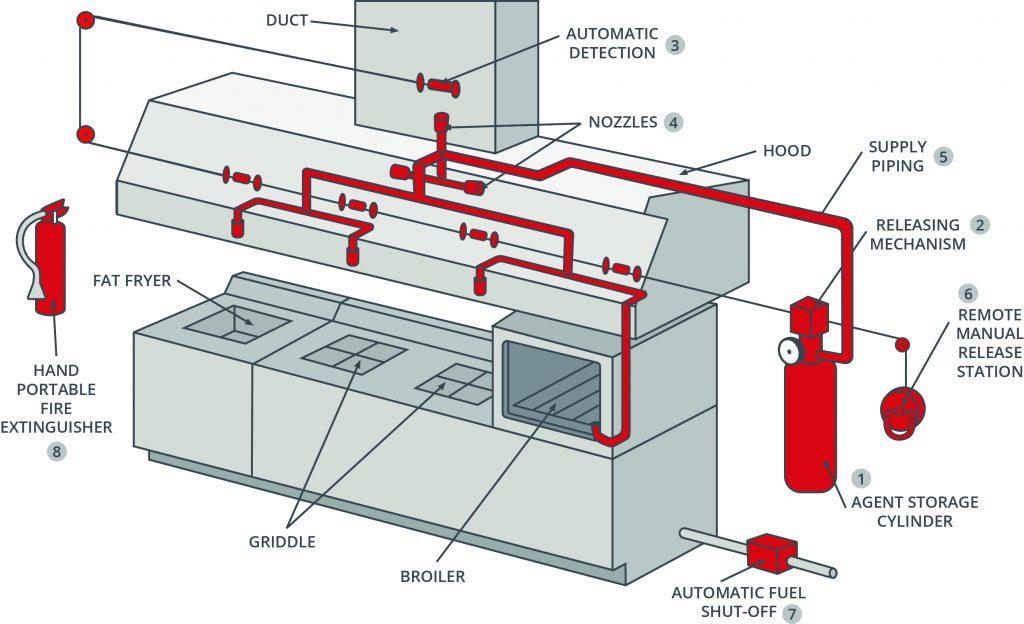 DUCT
AUTOMATIC
DETECTION 3
NOZZLES 4
HOOD
SUPPLY
PIPING 5
RELEASING 2
MECHANISM
FAT FRYER
6
REMOTE
MANUAL
RELEASE
STATION
HAND
PORTABLE
FIRE
EXTINGUISHER
8
1
AGENT STORAGE
CYLINDER
GRIDDLE
BROILER
AUTOMATIC FUEL
SHUT-OFF 7